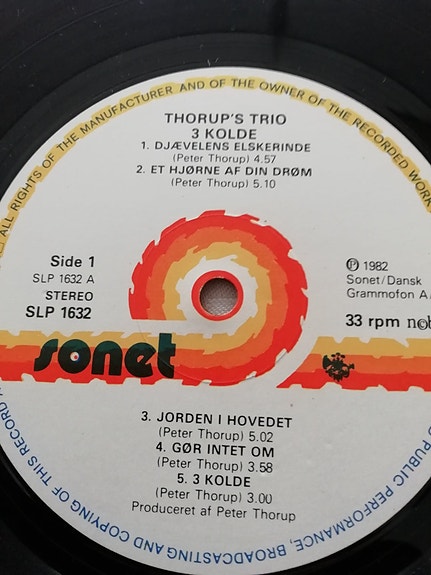 ALL RIGHTS OF THE MANUFACTURER AND OF THE OWNER OF THE RECORDED WORK
THORUP'S TRIO
3 KOLDE
1. DJÆVELENS ELSKERINDE
(Peter Thorup) 4.57
2. ET HJØRNE AF DIN DRØM
(Peter Thorup) 5.10
Side 1
SLP 1632 A
STEREO
SLP 1632
Ⓟ 1982
Sonet/Dansk
Grammofon A
33 rpm ncb
sonet
3. JORDEN I HOVEDET
(Peter Thorup) 5.02
4. GØR INTET OM
(Peter Thorup) 3.58
5. 3 KOLDE
(Peter Thorup) 3.00
Produceret af Peter Thorup
PUBLIC PERFORMANCE, BROADCASTING AND COPYING OF THIS RECORD